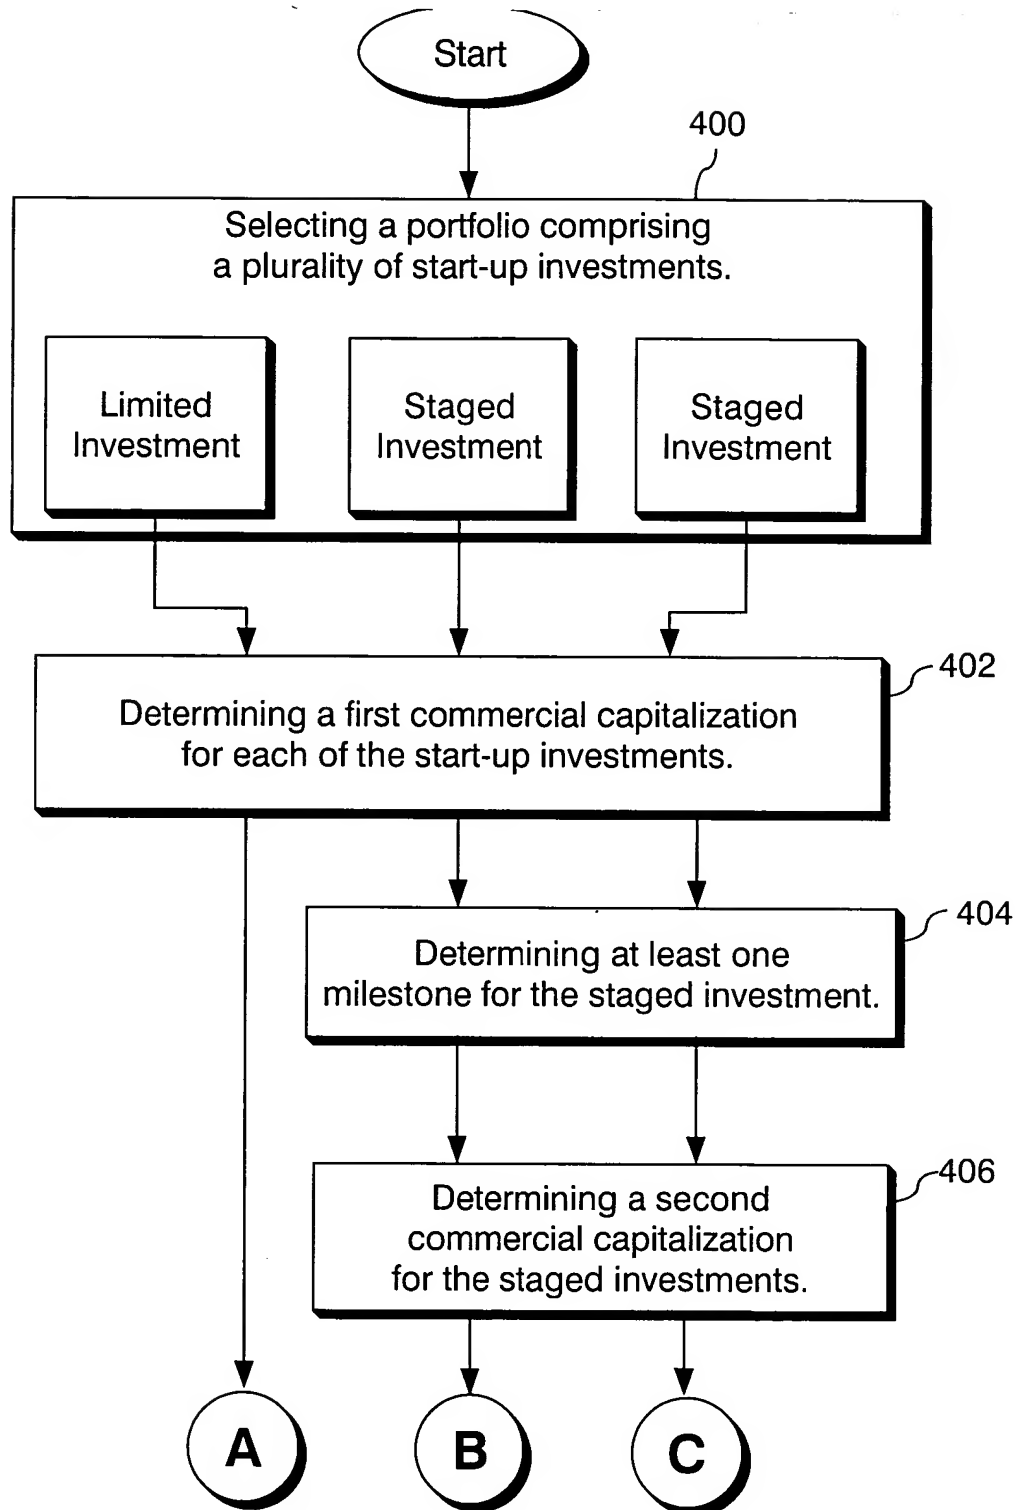 Start
400
Selecting a portfolio comprising
a plurality of start-up investments.
Limited
Investment
Staged
Investment
Staged
Investment
402
Determining a first commercial capitalization
for each of the start-up investments.
404
Determining at least one
milestone for the staged investment.
406
Determining a second
commercial capitalization
for the staged investments.
A
B
C